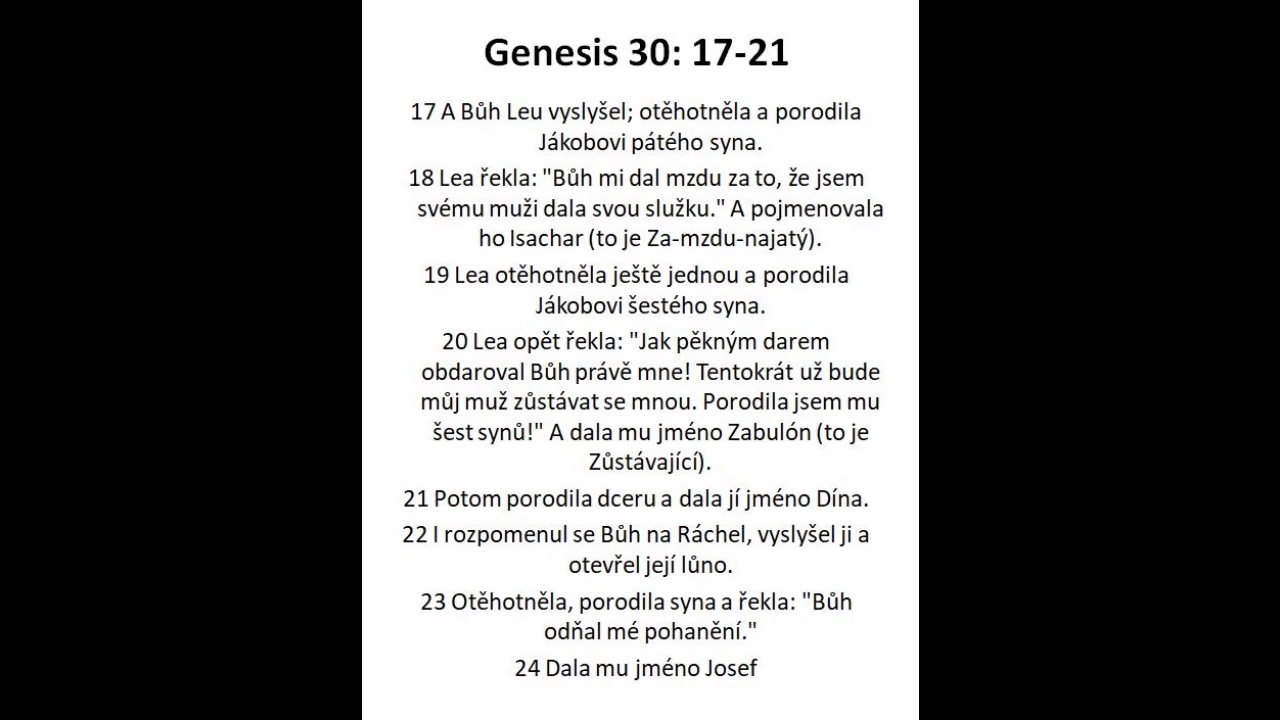 Genesis 30: 17-21
17 A Bůh Leu vyslyšel; otěhotněla a porodila
Jákobovi pátého syna.
18 Lea řekla: "Bůh mi dal mzdu za to, že jsem
svému muži dala svou služku." A pojmenovala
ho Isachar (to je Za-mzdu-najatý).
19 Lea otěhotněla ještě jednou a porodila
Jákobovi šestého syna.
20 Lea opět řekla: "Jak pěkným darem
obdaroval Bůh právě mne! Tentokrát už bude
můj muž zůstávat se mnou. Porodila jsem mu
šest synů!" A dala mu jméno Zabulón (to je
Zůstávající).
21 Potom porodila dceru a dala jí jméno Dína.
22 I rozpomenul se Bůh na Ráchel, vyslyšel ji a
otevřel její lůno.
23 Otěhotněla, porodila syna a řekla: "Bůh
odňal mé pohanění."
24 Dala mu jméno Josef